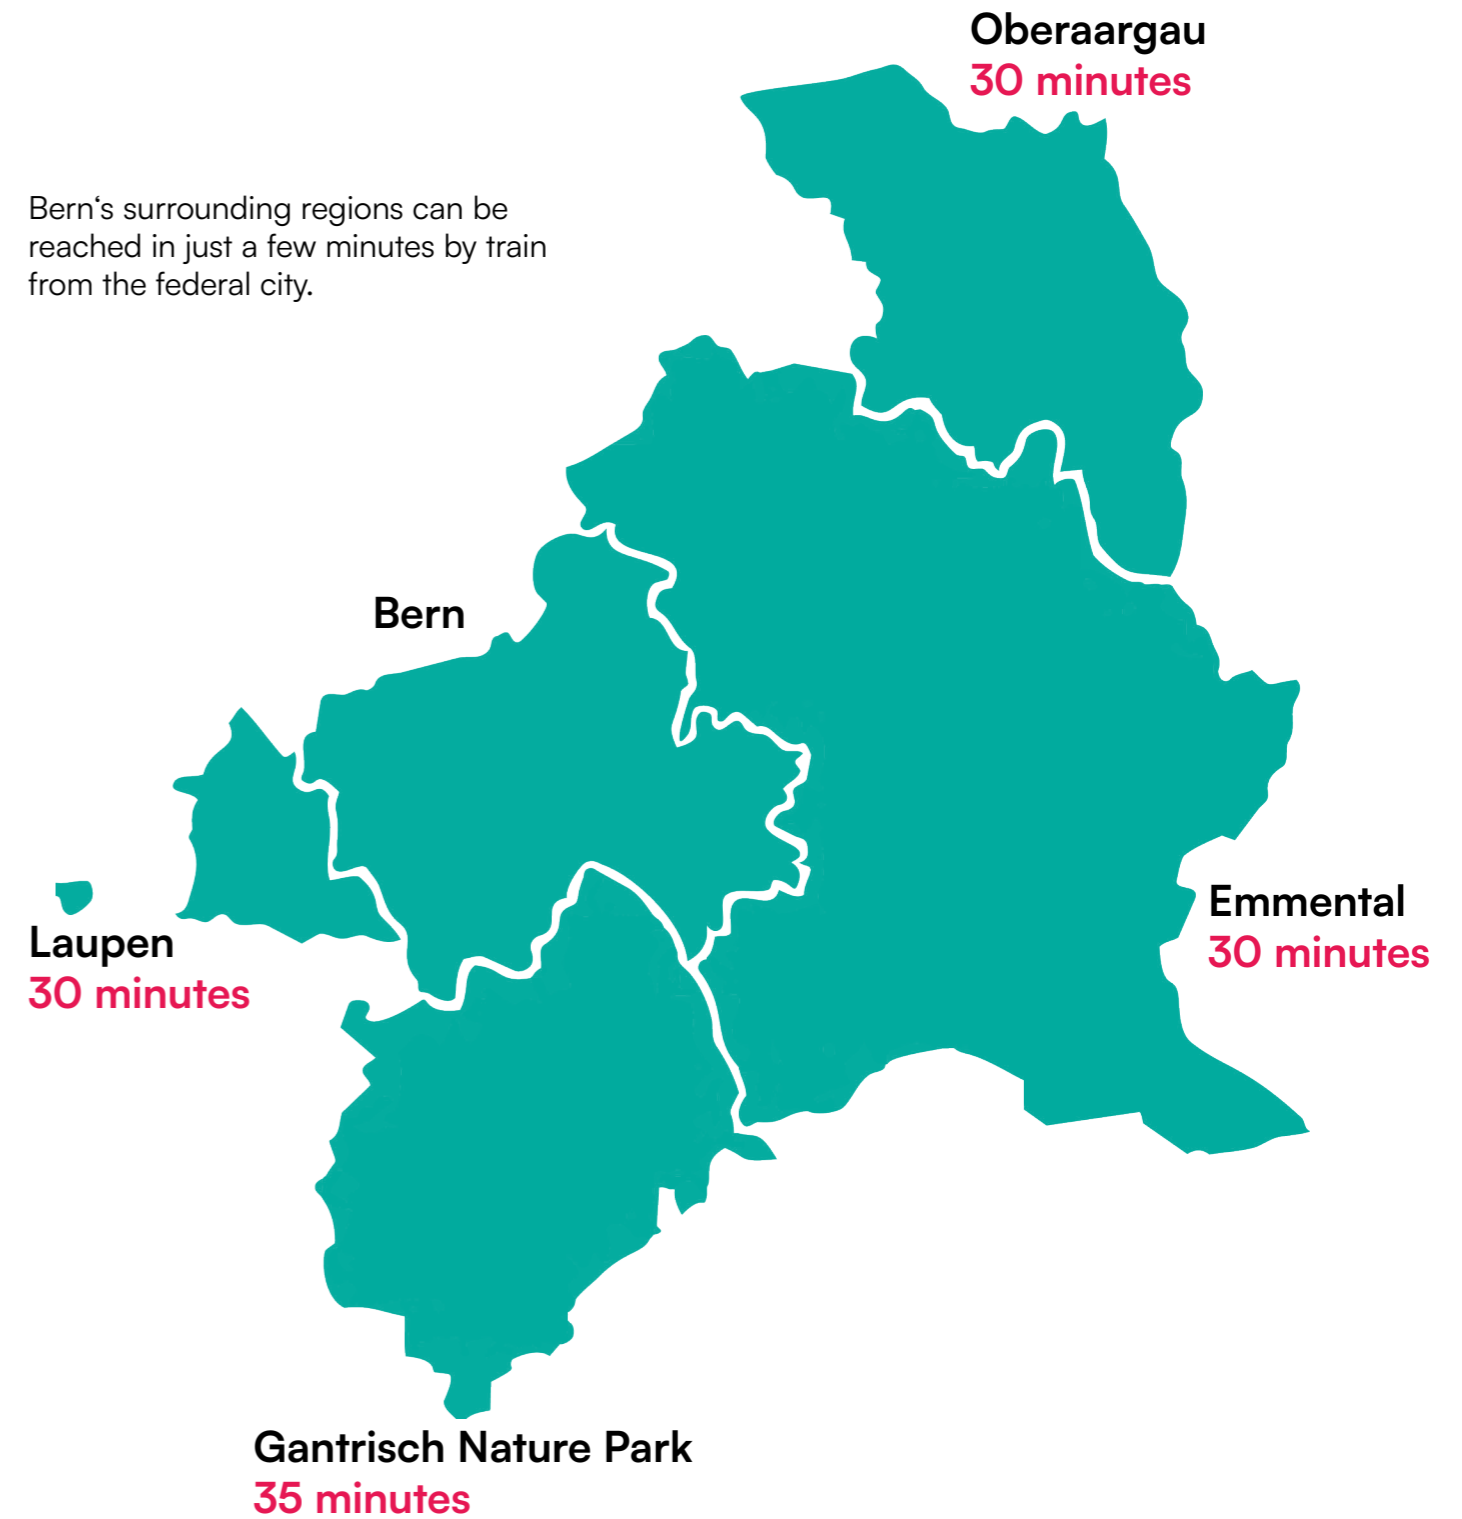 Oberaargau
30 minutes
Bern‘s surrounding regions can be
reached in just a few minutes by train
from the federal city.
Bern
Emmental
30 minutes
Laupen
30 minutes
Gantrisch Nature Park
35 minutes